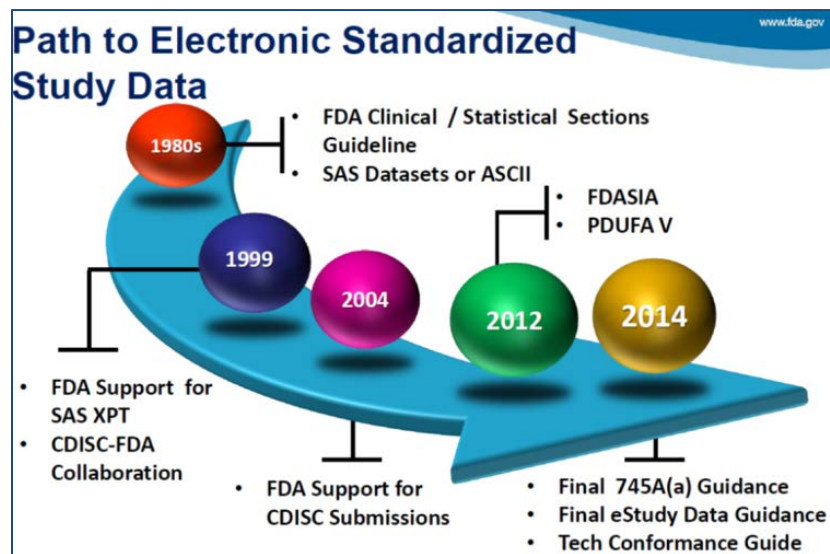 www.fda.gov
Path to Electronic Standardized
Study Data
1980s
• FDA Clinical / Statistical Sections
Guideline
• SAS Datasets or ASCII
1999
• FDA Support for
SAS XPT
• CDISC-FDA
Collaboration
2004
• FDA Support for
CDISC Submissions
2012
• FDASIA
• PDUFA V
2014
• Final 745A(a) Guidance
• Final eStudy Data Guidance
• Tech Conformance Guide